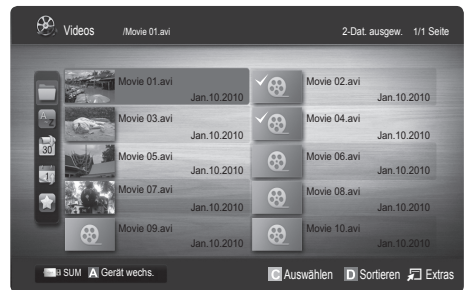 Videos /Movie 01.avi 2-Dat. ausgew. 1/1 Seite
Movie 01.avi Movie 02.avi
Jan.10.2010 Jan.10.2010
Movie 03.avi Movie 04.avi
Jan.10.2010 Jan.10.2010
Movie 05.avi Movie 06.avi
Jan.10.2010 Jan.10.2010
Movie 07.avi Movie 08.avi
Jan.10.2010 Jan.10.2010
Movie 09.avi Movie 10.avi
Jan.10.2010 Jan.10.2010
SUM A Gerät wechs. C Auswählen D Sortieren Extras